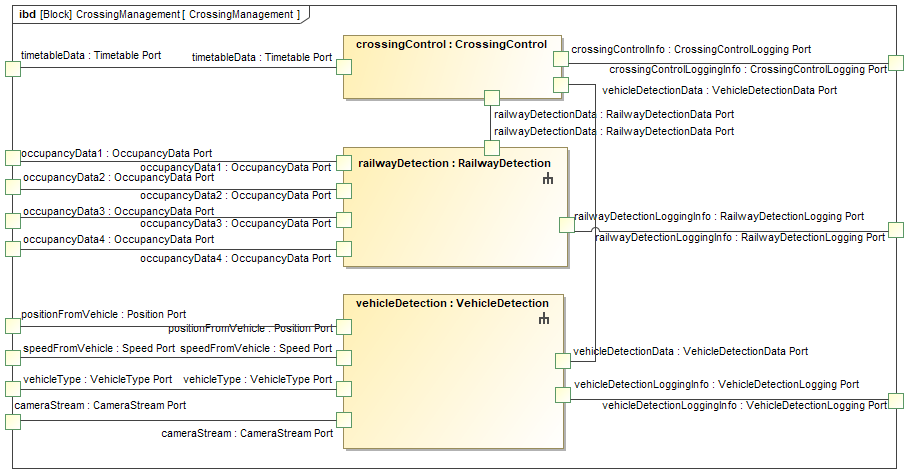 ibd [Block] CrossingManagement [ CrossingManagement ]
timetableData : Timetable Port
timetableData : Timetable Port
crossingControl : CrossingControl
crossingControlInfo : CrossingControlLogging Port
crossingControlLoggingInfo : CrossingControlLogging Port
vehicleDetectionData : VehicleDetectionData Port
railwayDetectionData : RailwayDetectionData Port
railwayDetectionData : RailwayDetectionData Port
occupancyData1 : OccupancyData Port
occupancyData1 : OccupancyData Port
railwayDetection : RailwayDetection
occupancyData2 : OccupancyData Port
occupancyData2 : OccupancyData Port
occupancyData3 : OccupancyData Port
occupancyData3 : OccupancyData Port
railwayDetectionLoggingInfo : RailwayDetectionLogging Port
railwayDetectionLoggingInfo : RailwayDetectionLogging Port
occupancyData4 : OccupancyData Port
occupancyData4 : OccupancyData Port
vehicleDetection : VehicleDetection
positionFromVehicle : Position Port
positionFromVehicle : Position Port
speedFromVehicle : Speed Port
speedFromVehicle : Speed Port
vehicleDetectionData : VehicleDetectionData Port
vehicleType : VehicleType Port
vehicleType : VehicleType Port
vehicleDetectionLoggingInfo : VehicleDetectionLogging Port
vehicleDetectionLoggingInfo : VehicleDetectionLogging Port
cameraStream : CameraStream Port
cameraStream : CameraStream Port